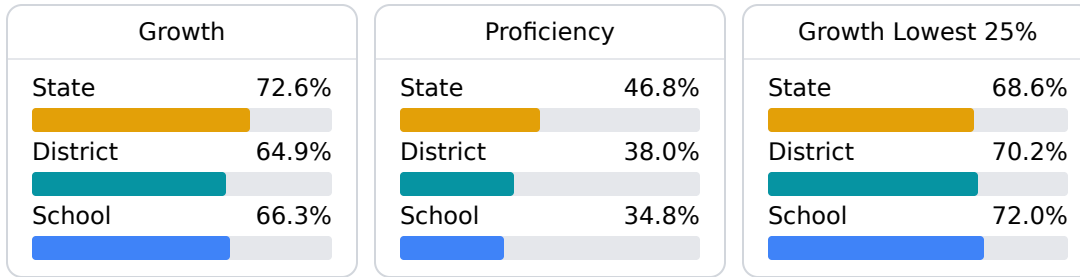 Growth
State 72.6%
District 64.9%
School 66.3%
Proficiency
State 46.8%
District 38.0%
School 34.8%
Growth Lowest 25%
State 68.6%
District 70.2%
School 72.0%